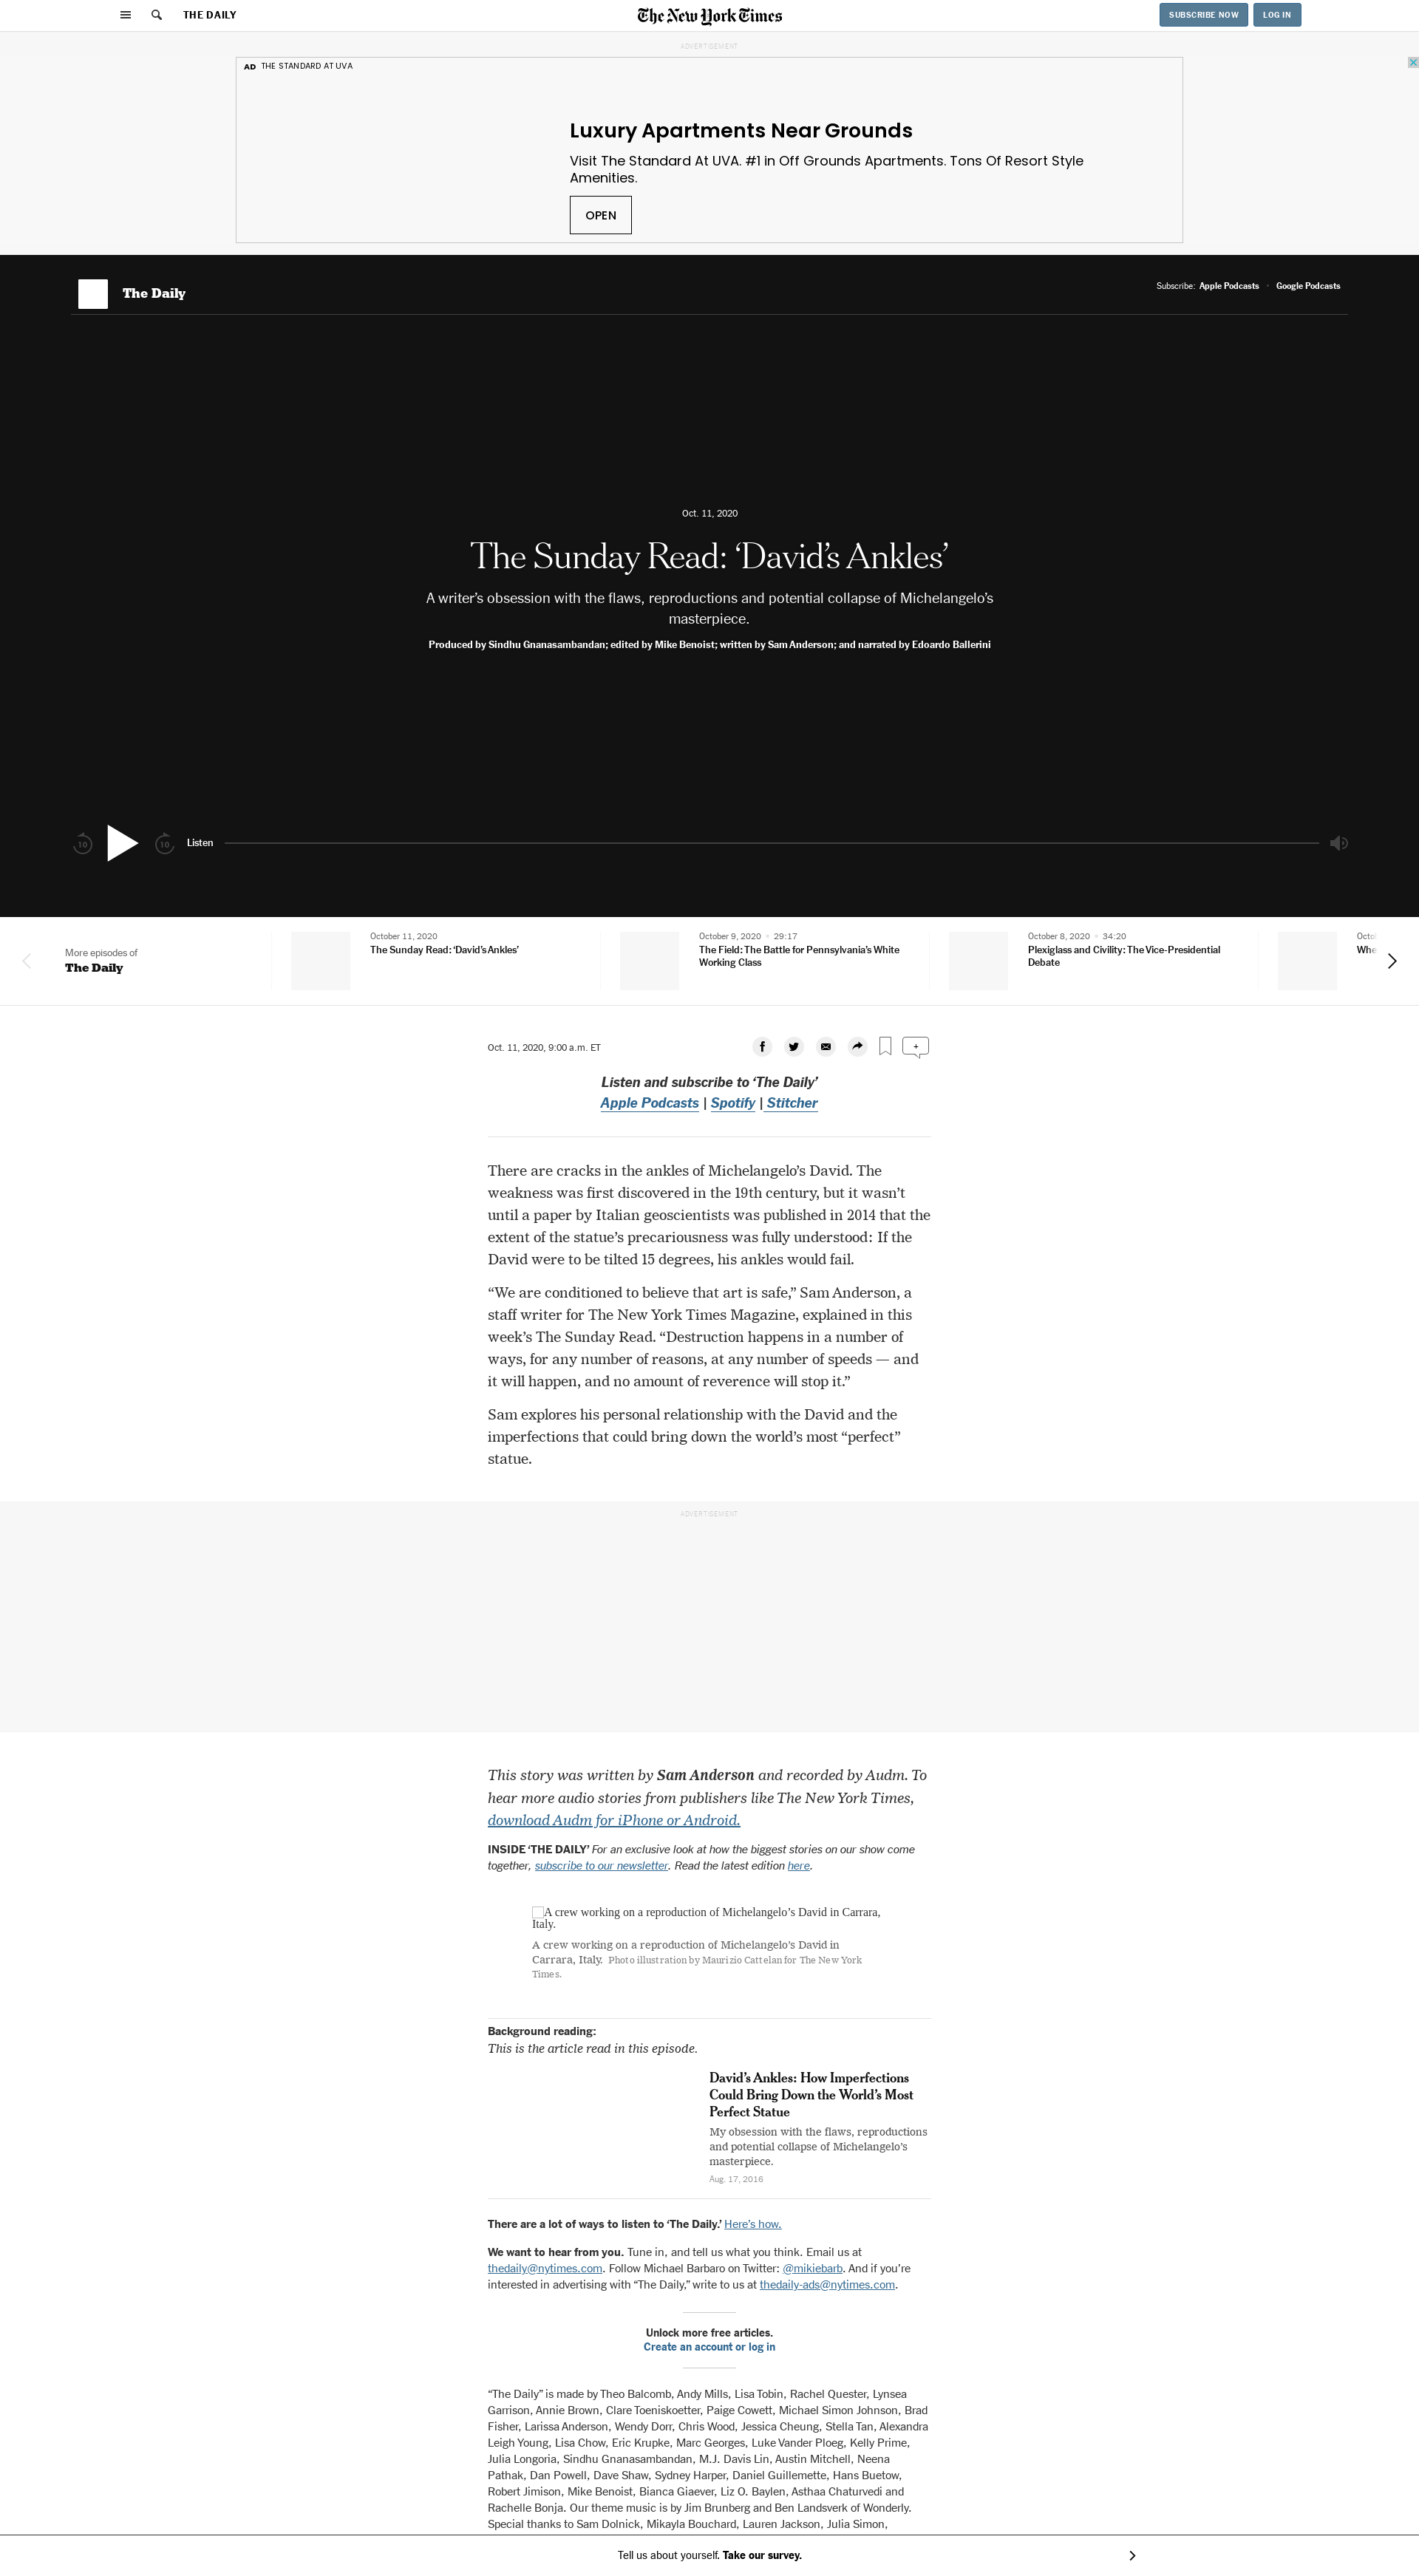 THE DAILY
The New York Times
SUBSCRIBE NOW
LOG IN
ADVERTISEMENT
AD THE STANDARD AT UVA
Luxury Apartments Near Grounds
Visit The Standard At UVA. #1 in Off Grounds Apartments. Tons Of Resort Style
Amenities.
OPEN
The Daily
Subscribe: Apple Podcasts • Google Podcasts
Oct. 11, 2020
The Sunday Read: ‘David’s Ankles’
A writer’s obsession with the flaws, reproductions and potential collapse of Michelangelo’s
masterpiece.
Produced by Sindhu Gnanasambandan; edited by Mike Benoist; written by Sam Anderson; and narrated by Edoardo Ballerini
10
10
Listen
More episodes of
The Daily
October 11, 2020
The Sunday Read: ‘David’s Ankles’
October 9, 2020 • 29:17
The Field: The Battle for Pennsylvania’s White
Working Class
October 8, 2020 • 34:20
Plexiglass and Civility: The Vice-Presidential
Debate
Octo
Whe
Oct. 11, 2020, 9:00 a.m. ET
+
Listen and subscribe to ‘The Daily’
Apple Podcasts | Spotify | Stitcher
There are cracks in the ankles of Michelangelo’s David. The
weakness was first discovered in the 19th century, but it wasn’t
until a paper by Italian geoscientists was published in 2014 that the
extent of the statue’s precariousness was fully understood: If the
David were to be tilted 15 degrees, his ankles would fail.
“We are conditioned to believe that art is safe,” Sam Anderson, a
staff writer for The New York Times Magazine, explained in this
week’s The Sunday Read. “Destruction happens in a number of
ways, for any number of reasons, at any number of speeds — and
it will happen, and no amount of reverence will stop it.”
Sam explores his personal relationship with the David and the
imperfections that could bring down the world’s most “perfect”
statue.
ADVERTISEMENT
This story was written by Sam Anderson and recorded by Audm. To
hear more audio stories from publishers like The New York Times,
download Audm for iPhone or Android.
INSIDE ‘THE DAILY’ For an exclusive look at how the biggest stories on our show come
together, subscribe to our newsletter. Read the latest edition here.
A crew working on a reproduction of Michelangelo’s David in Carrara,
Italy.
A crew working on a reproduction of Michelangelo’s David in
Carrara, Italy. Photo illustration by Maurizio Cattelan for The New York
Times.
Background reading:
This is the article read in this episode.
David’s Ankles: How Imperfections
Could Bring Down the World’s Most
Perfect Statue
My obsession with the flaws, reproductions
and potential collapse of Michelangelo’s
masterpiece.
Aug. 17, 2016
There are a lot of ways to listen to ‘The Daily.’ Here’s how.
We want to hear from you. Tune in, and tell us what you think. Email us at
thedaily@nytimes.com. Follow Michael Barbaro on Twitter: @mikiebarb. And if you’re
interested in advertising with “The Daily,” write to us at thedaily-ads@nytimes.com.
Unlock more free articles.
Create an account or log in
“The Daily” is made by Theo Balcomb, Andy Mills, Lisa Tobin, Rachel Quester, Lynsea
Garrison, Annie Brown, Clare Toeniskoetter, Paige Cowett, Michael Simon Johnson, Brad
Fisher, Larissa Anderson, Wendy Dorr, Chris Wood, Jessica Cheung, Stella Tan, Alexandra
Leigh Young, Lisa Chow, Eric Krupke, Marc Georges, Luke Vander Ploeg, Kelly Prime,
Julia Longoria, Sindhu Gnanasambandan, M.J. Davis Lin, Austin Mitchell, Neena
Pathak, Dan Powell, Dave Shaw, Sydney Harper, Daniel Guillemette, Hans Buetow,
Robert Jimison, Mike Benoist, Bianca Giaever, Liz O. Baylen, Asthaa Chaturvedi and
Rachelle Bonja. Our theme music is by Jim Brunberg and Ben Landsverk of Wonderly.
Special thanks to Sam Dolnick, Mikayla Bouchard, Lauren Jackson, Julia Simon,
Tell us about yourself. Take our survey.